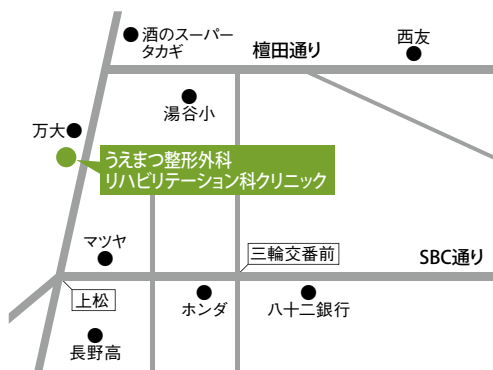 酒のスーパー
タカギ
檀田通り
西友
湯谷小
万大
うえまつ整形外科
リハビリテーション科クリニック
マツヤ
三輪交番前
SBC通り
上松
ホンダ
八十二銀行
長野高